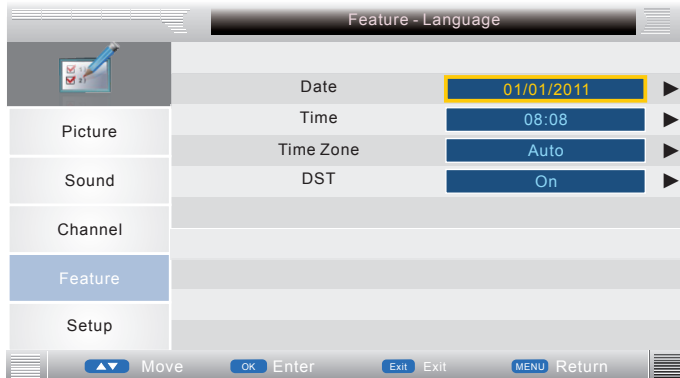 Feature - Language
Date 01/01/2011
Time 08:08
Time Zone Auto
DST On
Picture
Sound
Channel
Feature
Setup
Move OK Enter Exit Exit MENU Return